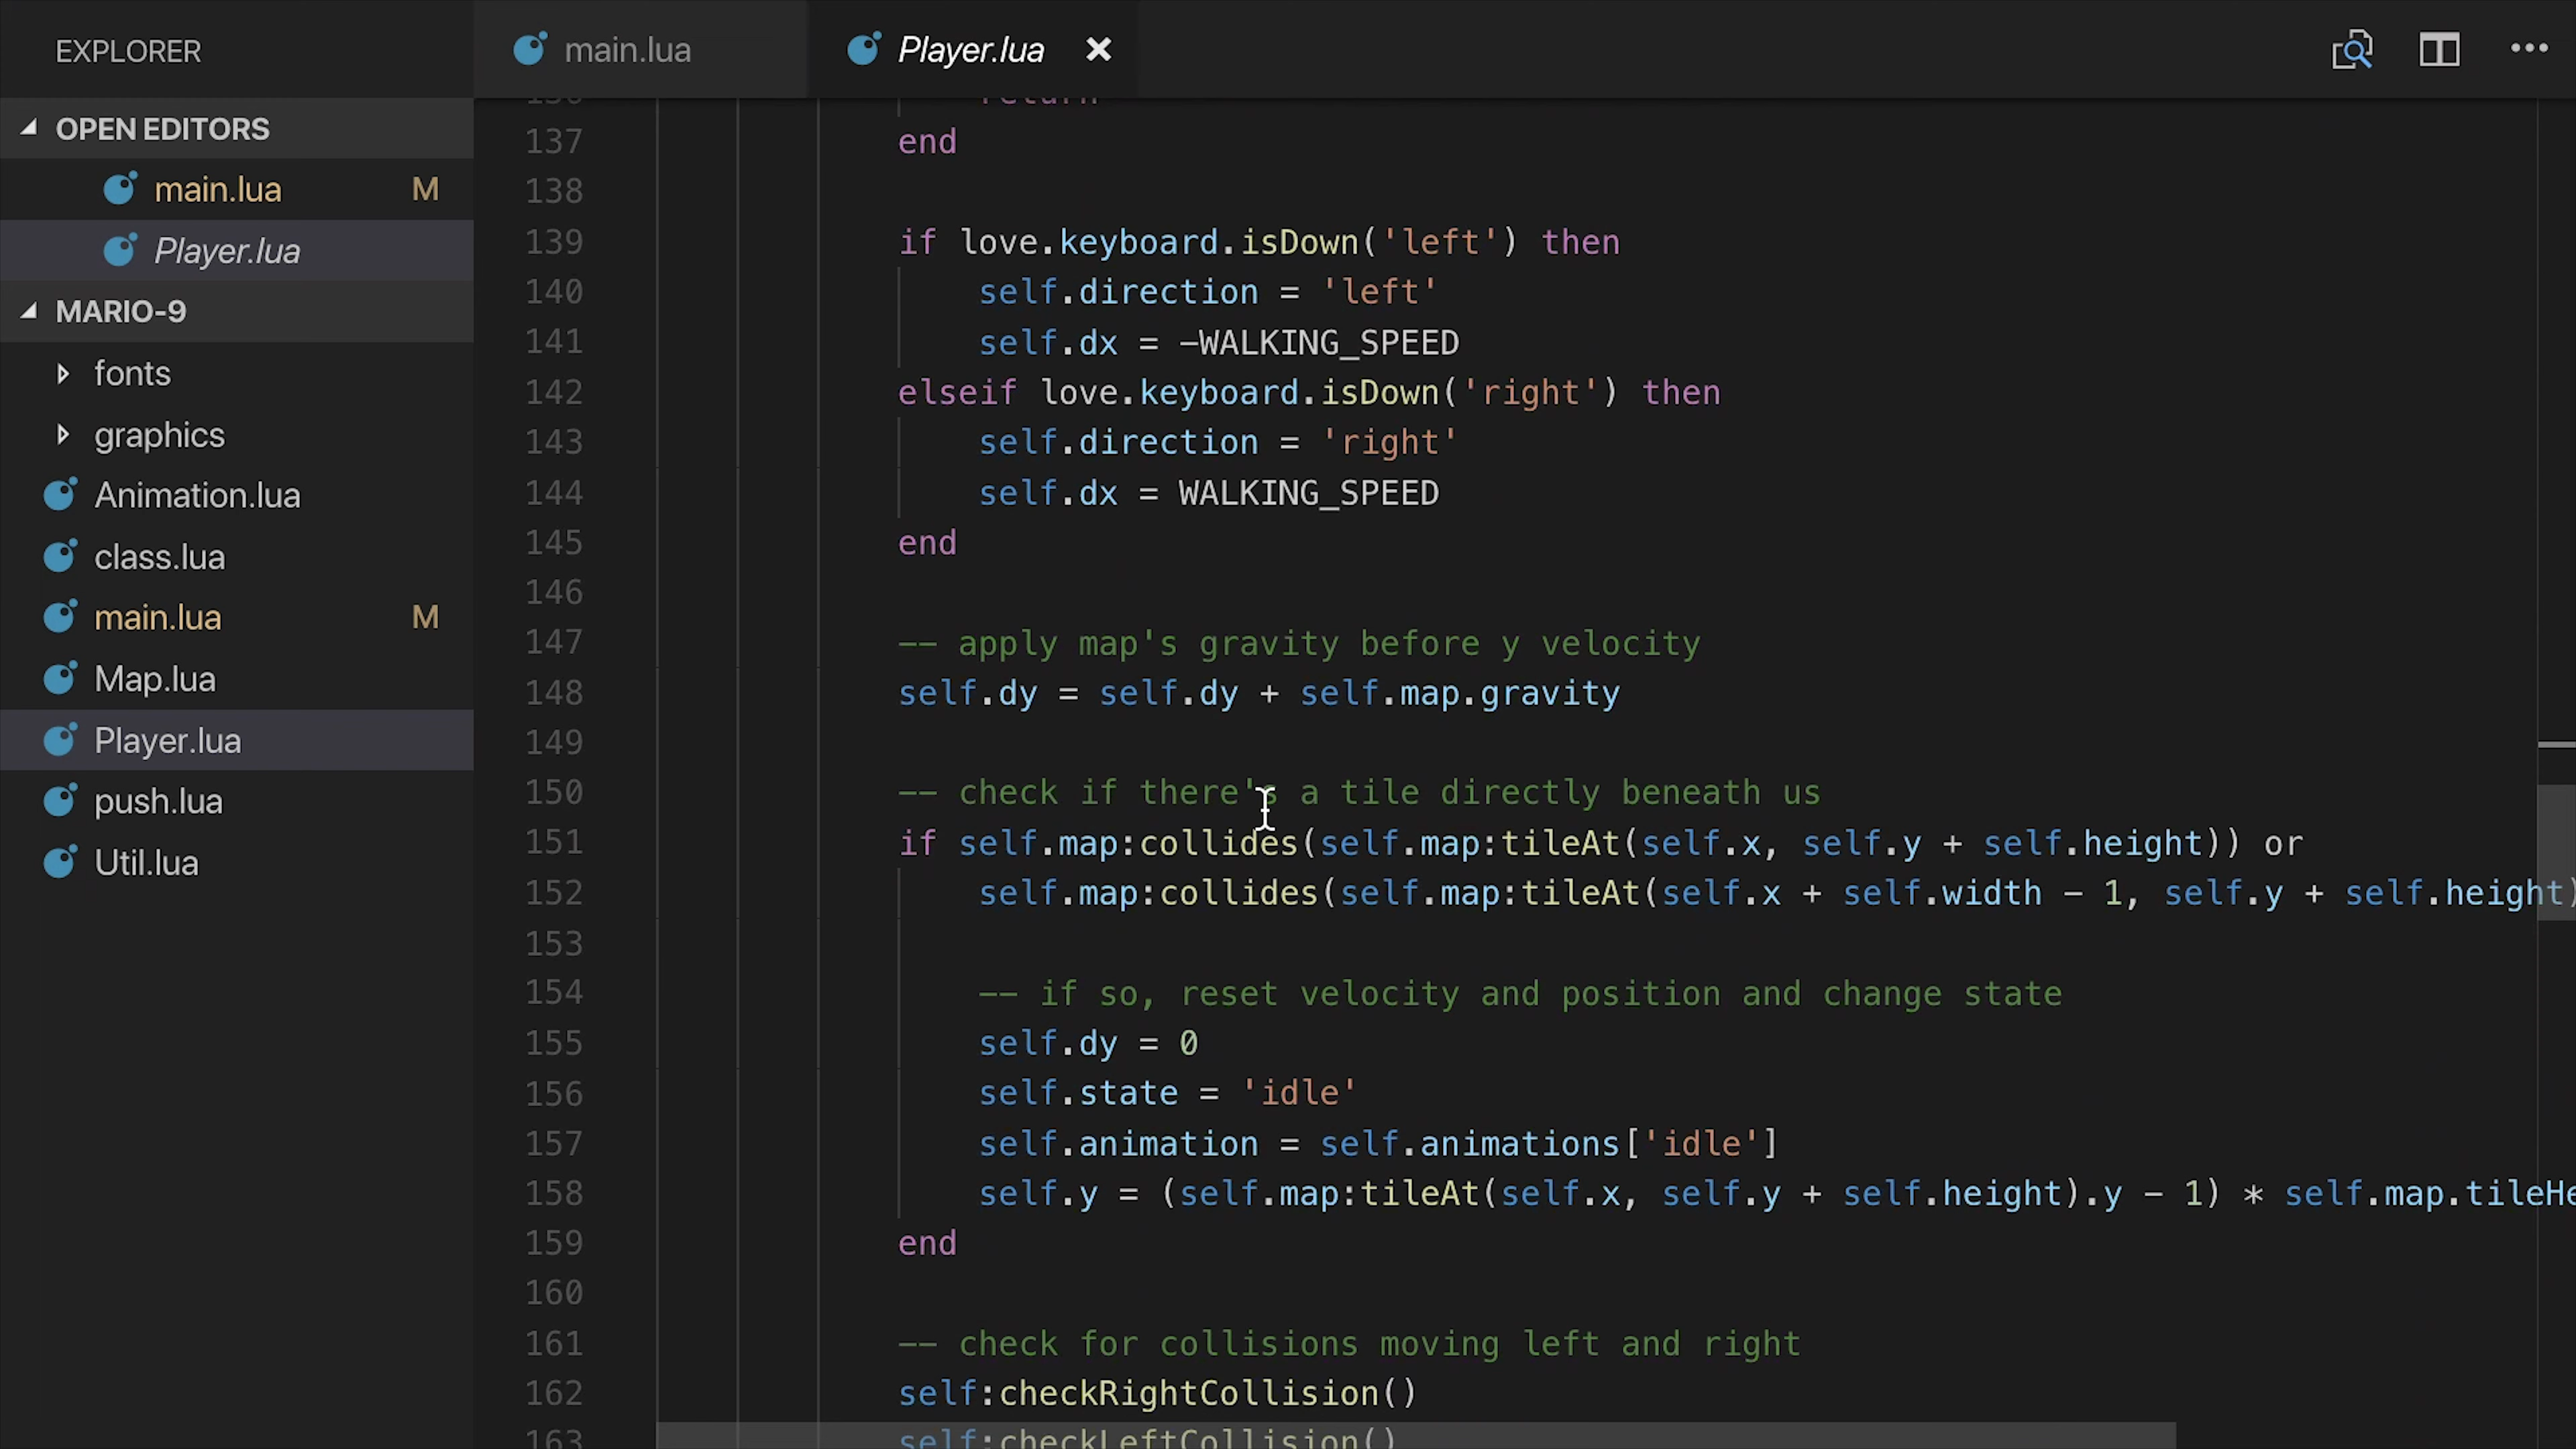 EXPLORER
OPEN EDITORS
main.lua M
Player.lua
MARIO-9
fonts
graphics
Animation.lua
class.lua
main.lua M
Map.lua
Player.lua
push.lua
Util.lua
main.lua
Player.lua
136 return
137 end
138
139 if love.keyboard.isDown('left') then
140 self.direction = 'left'
141 self.dx = -WALKING_SPEED
142 elseif love.keyboard.isDown('right') then
143 self.direction = 'right'
144 self.dx = WALKING_SPEED
145 end
146
147 -- apply map's gravity before y velocity
148 self.dy = self.dy + self.map.gravity
149
150 -- check if there's a tile directly beneath us
151 if self.map:collides(self.map:tileAt(self.x, self.y + self.height)) or
152 self.map:collides(self.map:tileAt(self.x + self.width - 1, self.y + self.height)
153
154 -- if so, reset velocity and position and change state
155 self.dy = 0
156 self.state = 'idle'
157 self.animation = self.animations['idle']
158 self.y = (self.map:tileAt(self.x, self.y + self.height).y - 1) * self.map.tileHe
159 end
160
161 -- check for collisions moving left and right
162 self:checkRightCollision()
163 self:checkLeftCollision()